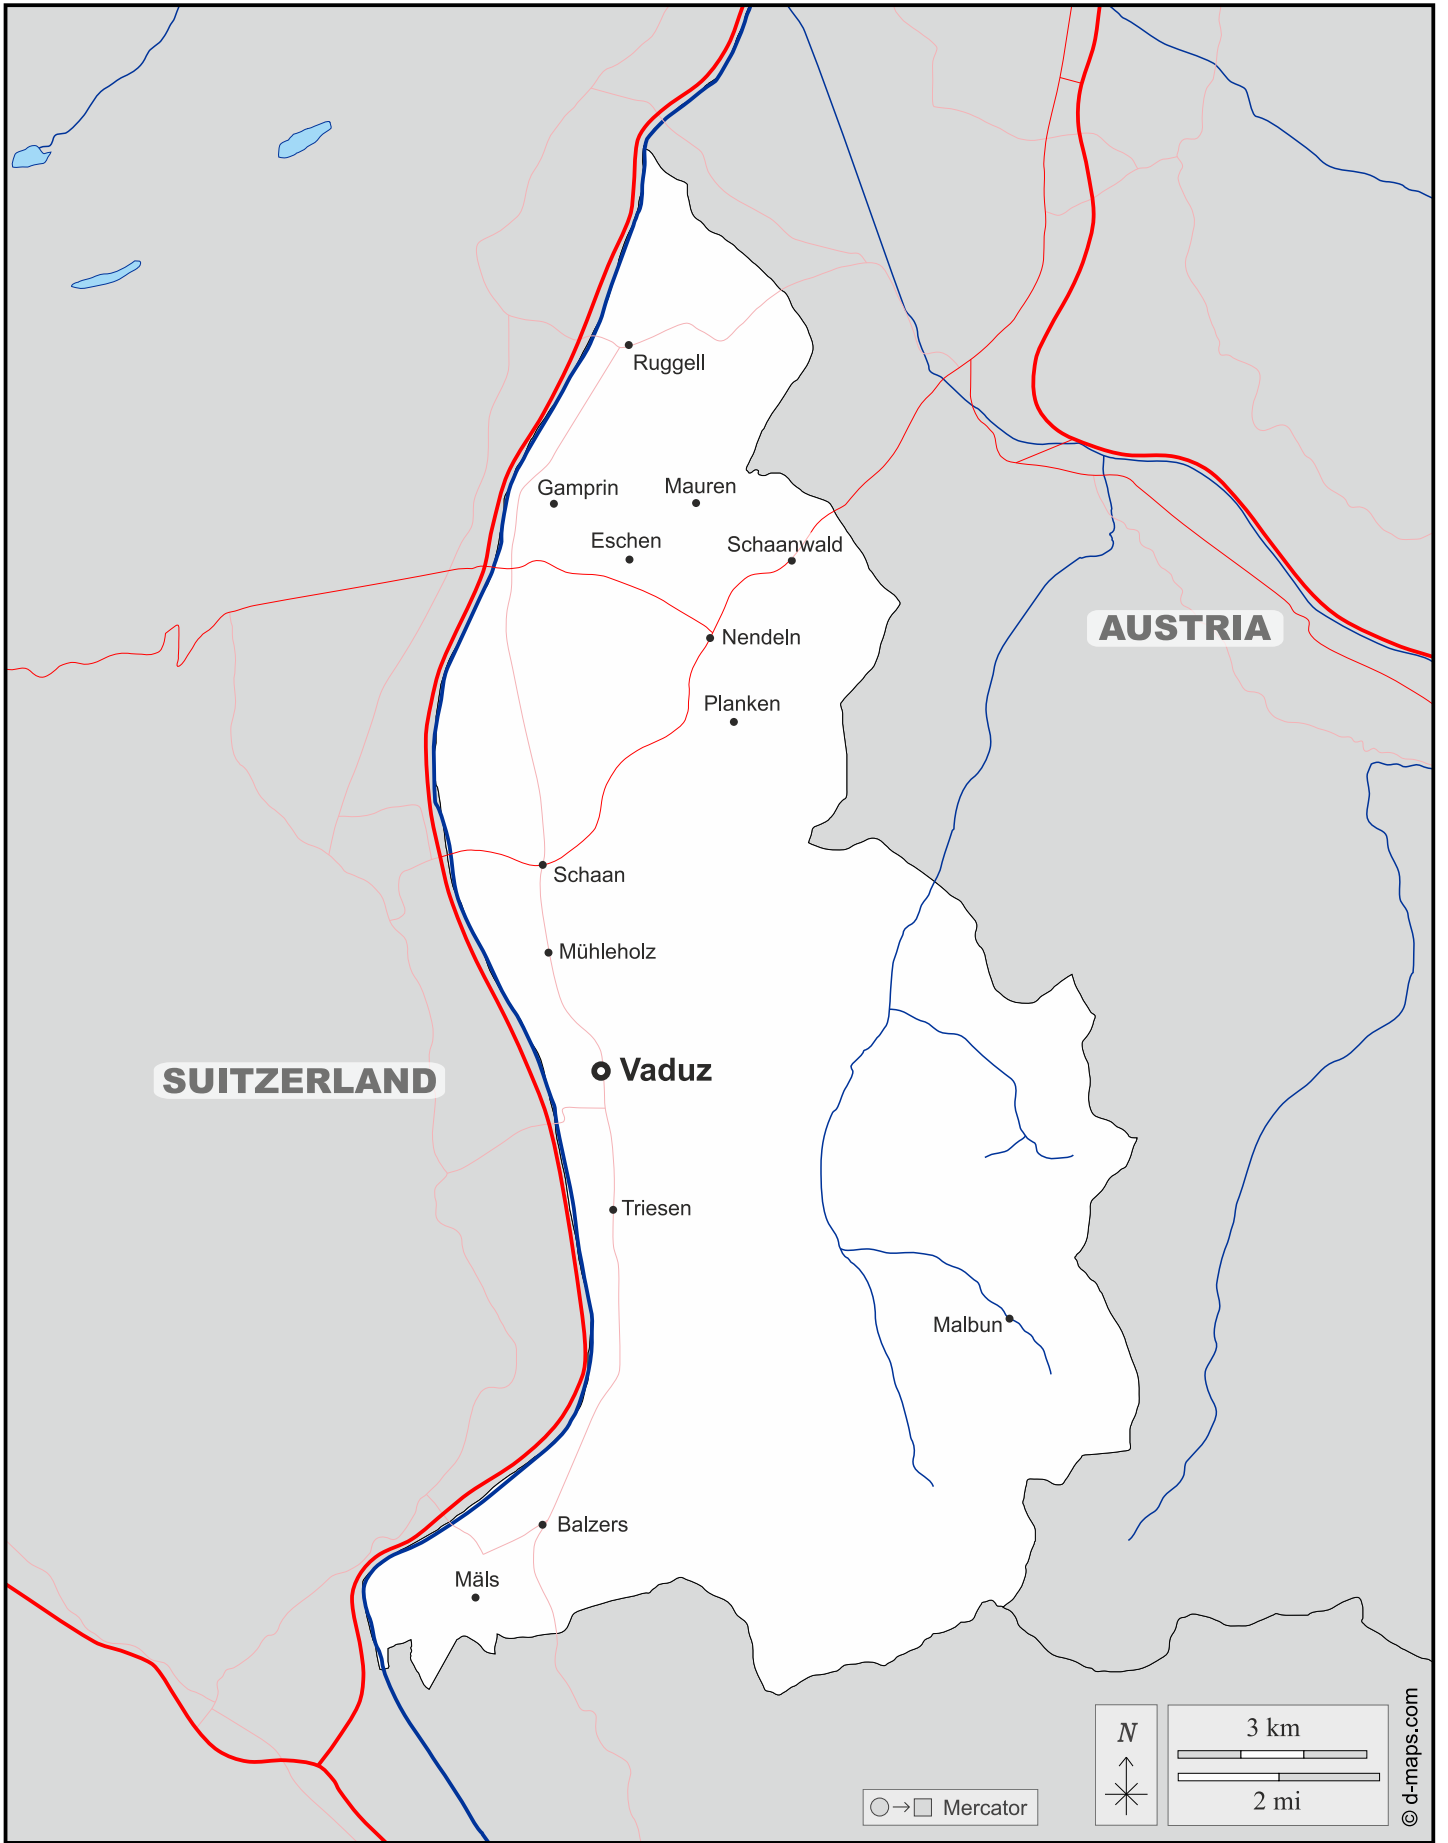 Ruggell
Gamprin
Mauren
Eschen
Schaanwald
AUSTRIA
Nendeln
Planken
Schaan
Mühleholz
SUITZERLAND
Vaduz
Triesen
Malbun
Balzers
Mäls
N
3 km
2 mi
Mercator
© d-maps.com